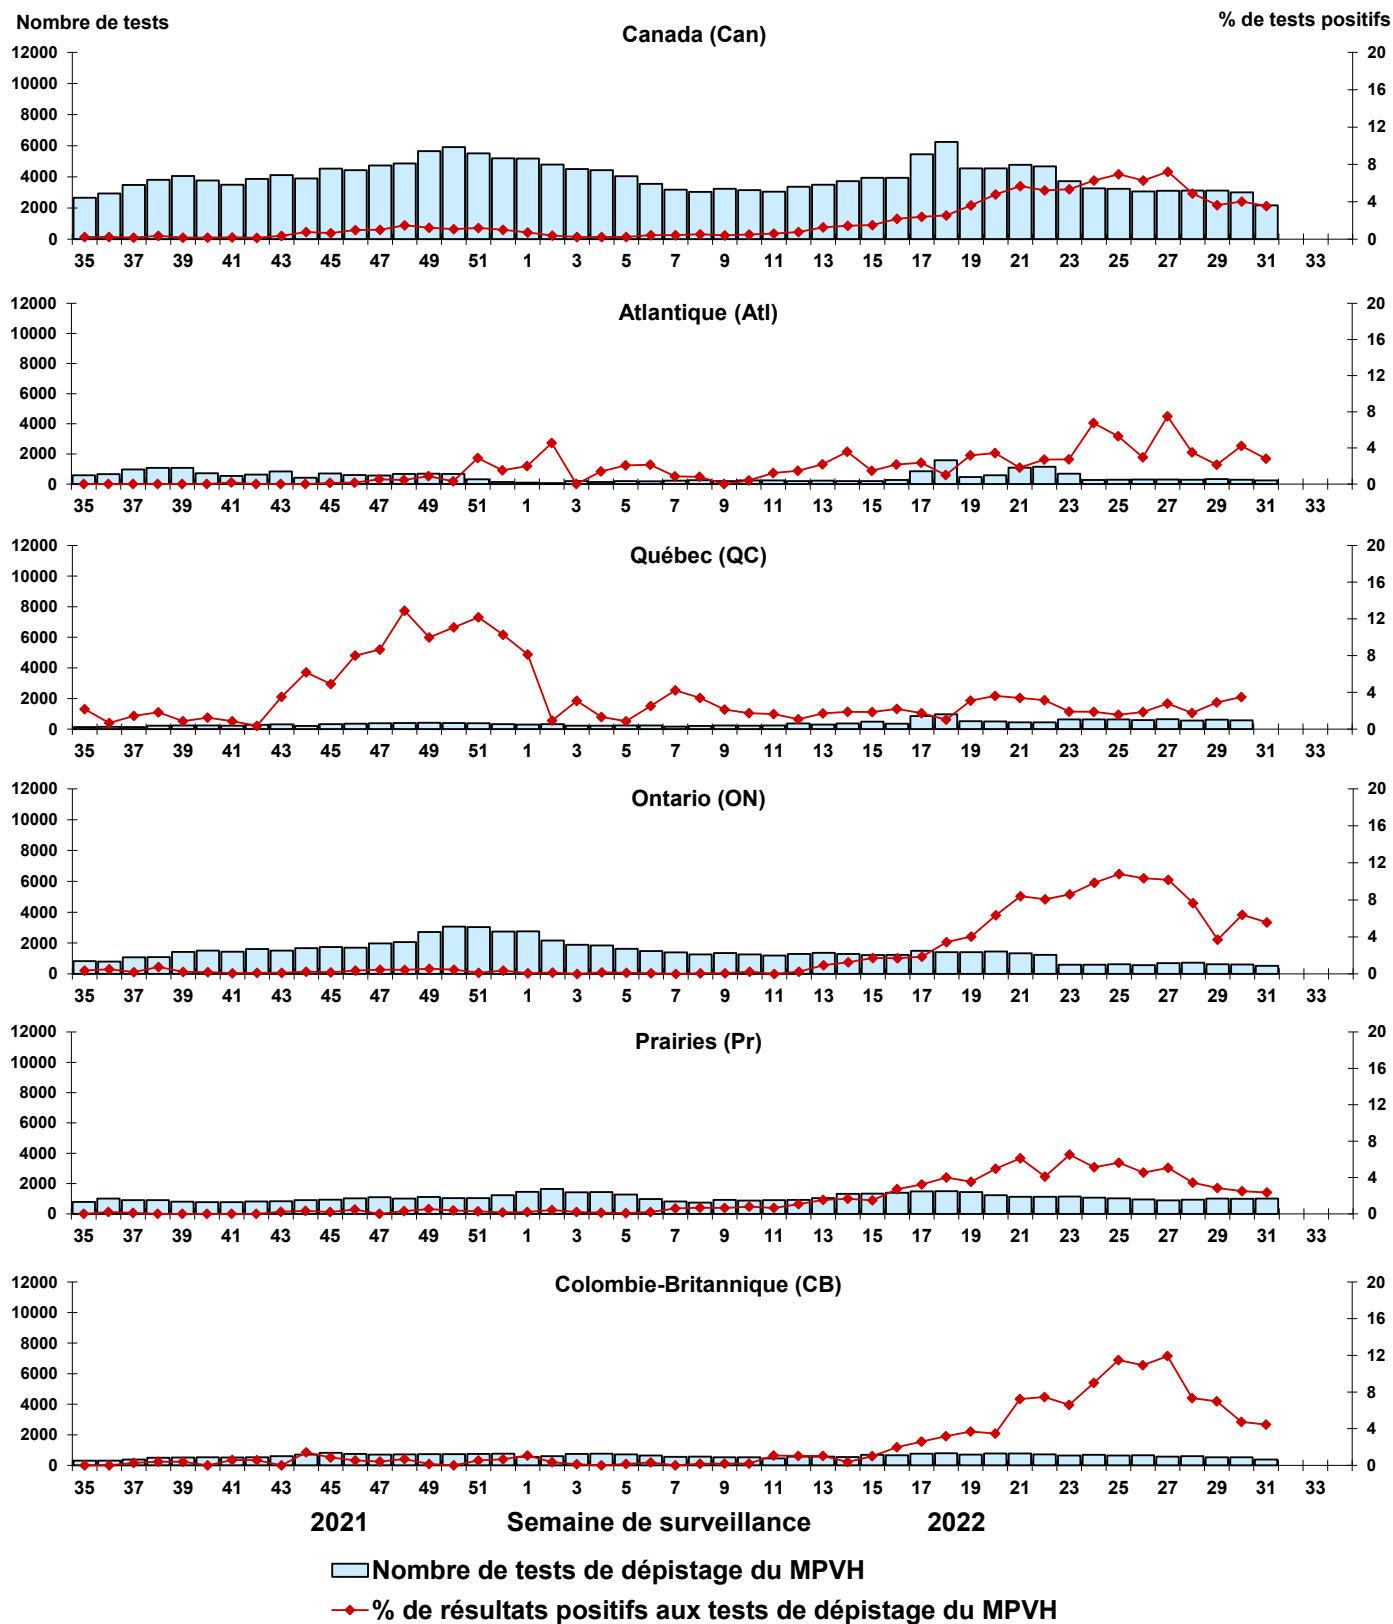 Nombre de tests
% de tests positifs
Canada (Can)
12000 10000 8000 6000 4000 2000 0
20 16 12 8 4 0
35 37 39 41 43 45 47 49 51 1 3 5 7 9 11 13 15 17 19 21 23 25 27 29 31 33
Atlantique (Atl)
12000 10000 8000 6000 4000 2000 0
20 16 12 8 4 0
35 37 39 41 43 45 47 49 51 1 3 5 7 9 11 13 15 17 19 21 23 25 27 29 31 33
Québec (QC)
12000 10000 8000 6000 4000 2000 0
20 16 12 8 4 0
35 37 39 41 43 45 47 49 51 1 3 5 7 9 11 13 15 17 19 21 23 25 27 29 31 33
Ontario (ON)
12000 10000 8000 6000 4000 2000 0
20 16 12 8 4 0
35 37 39 41 43 45 47 49 51 1 3 5 7 9 11 13 15 17 19 21 23 25 27 29 31 33
Prairies (Pr)
12000 10000 8000 6000 4000 2000 0
20 16 12 8 4 0
35 37 39 41 43 45 47 49 51 1 3 5 7 9 11 13 15 17 19 21 23 25 27 29 31 33
Colombie-Britannique (CB)
12000 10000 8000 6000 4000 2000 0
20 16 12 8 4 0
35 37 39 41 43 45 47 49 51 1 3 5 7 9 11 13 15 17 19 21 23 25 27 29 31 33
2021 Semaine de surveillance 2022
Nombre de tests de dépistage du MPVH
% de résultats positifs aux tests de dépistage du MPVH